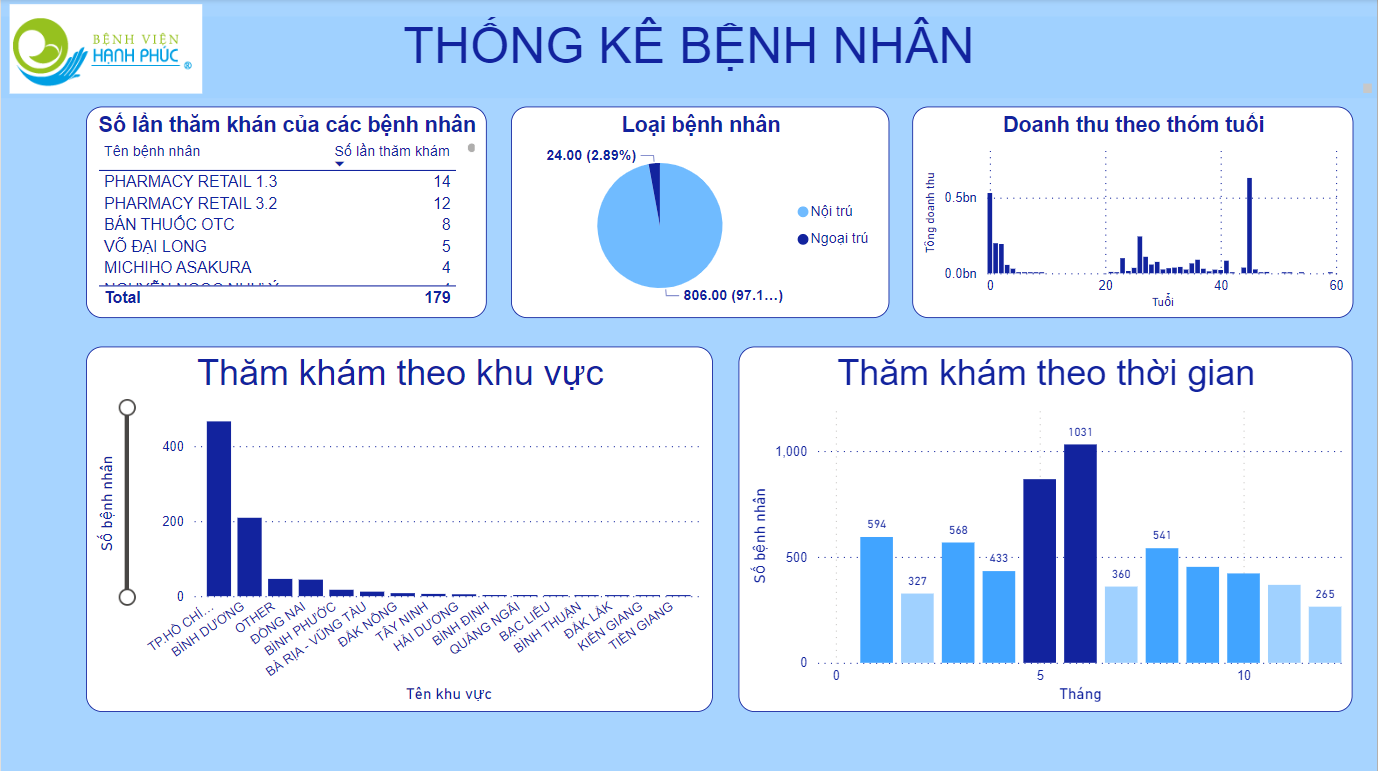 BỆNH VIỆN
HẠNH PHÚC ®
THỐNG KÊ BỆNH NHÂN
Số lần thăm khán của các bệnh nhân
Tên bệnh nhân Số lần thăm khám
PHARMACY RETAIL 1.3 14
PHARMACY RETAIL 3.2 12
BÁN THUỐC OTC 8
VÕ ĐẠI LONG 5
MICHIHO ASAKURA 4
Total 179
Loại bệnh nhân
24.00 (2.89%)
806.00 (97.1...)
Nội trú
Ngoại trú
Doanh thu theo thóm tuổi
Tổng doanh thu
0.5bn
0.0bn
0 20 40 60
Tuổi
Thăm khám theo khu vực
Số bệnh nhân
400
200
0
TP.HỒ CHÍ...
BÌNH DƯƠNG
OTHER
ĐỒNG NAI
BÌNH PHƯỚC
BÀ RỊA - VŨNG TÀU
ĐĂK NÔNG
TÂY NINH
HẢI DƯƠNG
BÌNH ĐỊNH
QUẢNG NGÃI
BẠC LIÊU
BÌNH THUẬN
ĐĂK LĂK
KIÊN GIANG
TIỀN GIANG
Tên khu vực
Thăm khám theo thời gian
Số bệnh nhân
1,000
500
0
594
327
568
433
1031
360
541
265
0 5 10
Tháng